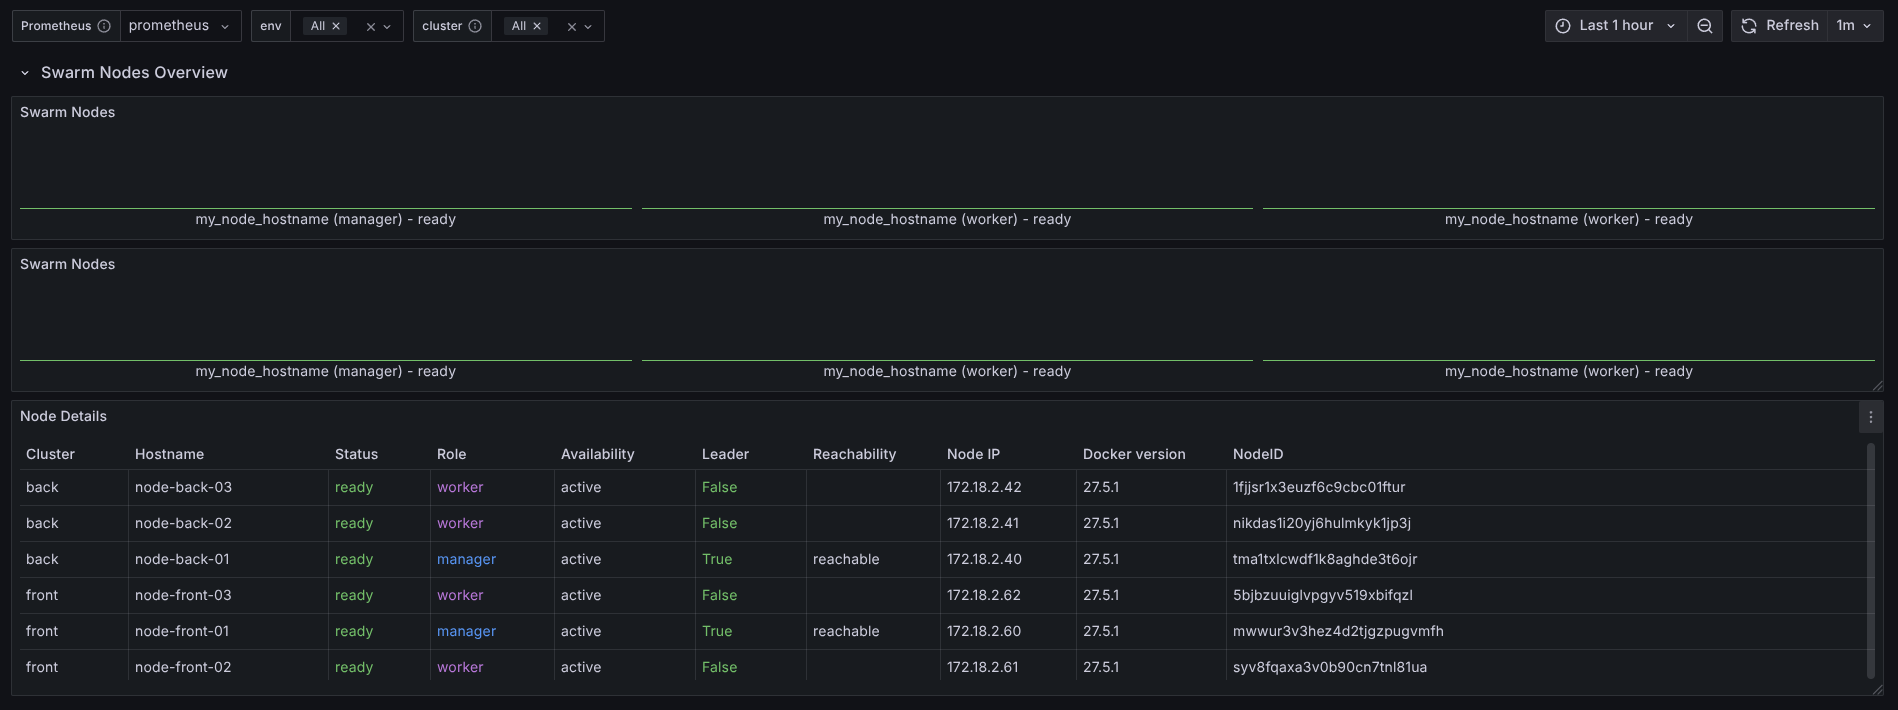 Prometheus prometheus env All cluster All Last 1 hour Refresh 1m
Swarm Nodes Overview
Swarm Nodes
my_node_hostname (manager) - ready my_node_hostname (worker) - ready my_node_hostname (worker) - ready
Swarm Nodes
my_node_hostname (manager) - ready my_node_hostname (worker) - ready my_node_hostname (worker) - ready
Node Details
Cluster Hostname Status Role Availability Leader Reachability Node IP Docker version NodeID
back node-back-03 ready worker active False 172.18.2.42 27.5.1 1fjjsr1x3euzf6c9cbc01ftur
back node-back-02 ready worker active False 172.18.2.41 27.5.1 nikdas1i20yj6hulmkyk1jp3j
back node-back-01 ready manager active True reachable 172.18.2.40 27.5.1 tma1txlcwdf1k8aghde3t6ojr
front node-front-03 ready worker active False 172.18.2.62 27.5.1 5bjbzuuiglvpgyv519xbifqzl
front node-front-01 ready manager active True reachable 172.18.2.60 27.5.1 mwwur3v3hez4d2tjgzpugvmfh
front node-front-02 ready worker active False 172.18.2.61 27.5.1 syv8fqaxa3v0b90cn7tnl81ua